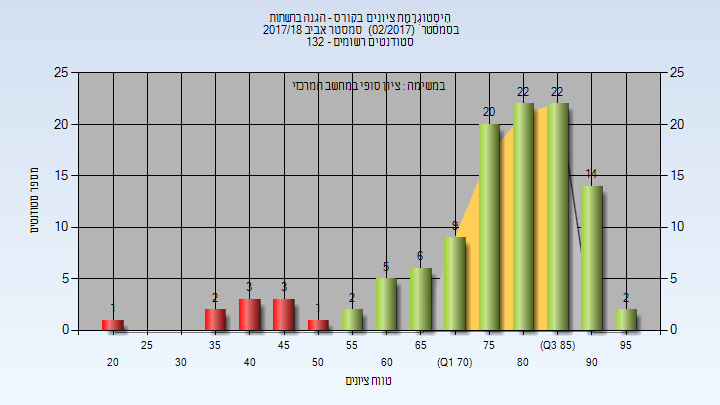 היסטוגרמת ציונים בקורס - הגנה ברשתות
בסמסטר (02/2017) סמסטר אביב 2017/18
סטודנטים רשומים - 132
במשימה : ציון סופי במחשב המרכזי
25 25
20 20
15 15
10 10
5 5
0 0
מספר סטודנטים
1 2 3 3 1 2 5 6 9 20 22 22 14 2
25 35 45 55 65 75 (Q3 85) 95
20 30 40 50 60 (Q1 70) 80 90
טווח ציונים